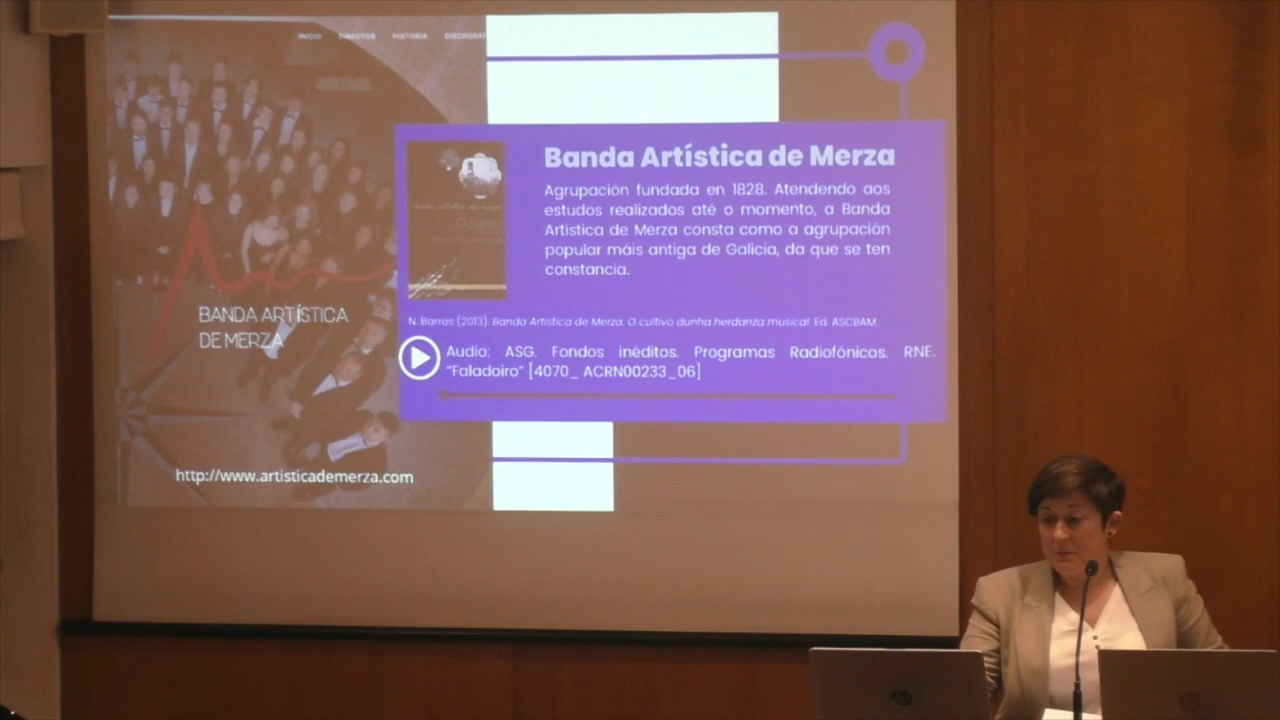 INICIO DIRECTOR HISTORIA
Banda Artística de Merza
Agrupación fundada en 1828. Atendendo aos
estudos realizados até o momento, a Banda
Artistica de Merza consta como a agrupación
popular máis antiga de Galicia, da que se ten
constancia.
N. Barros (2013). Banda Artística de Merza. O cultivo dunha herdanza musical. Ed. ASCBAM.
Audio: ASG. Fondos inéditos. Programas Radiofónicos. RNE.
“Faladoiro” [4070_ ACRN00233_06]
BANDA ARTÍSTICA
DE MERZA
http://www.artisticademerza.com
hp